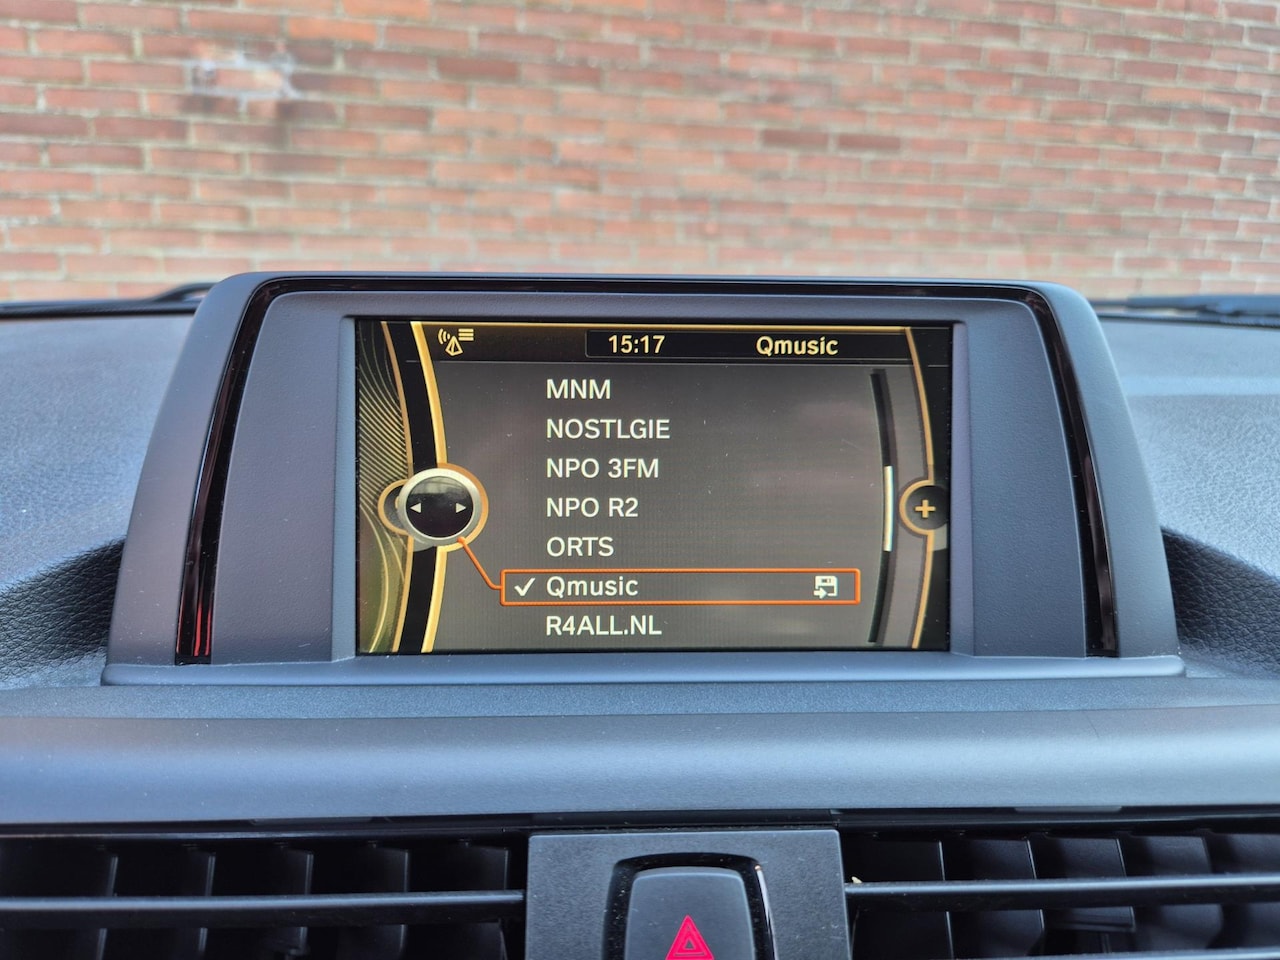 15:17 Qmusic
MNM
NOSTLGIE
NPO 3FM
NPO R2
ORTS
Qmusic
R4ALL.NL